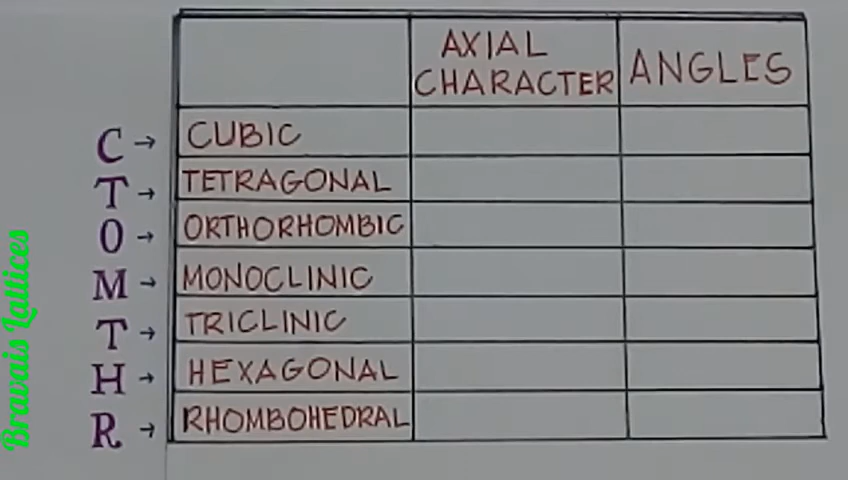 AXIAL
CHARACTER
ANGLES
C → CUBIC
T → TETRAGONAL
O → ORTHORHOMBIC
M → MONOCLINIC
T → TRICLINIC
H → HEXAGONAL
R → RHOMBOHEDRAL
Bravais Lattices